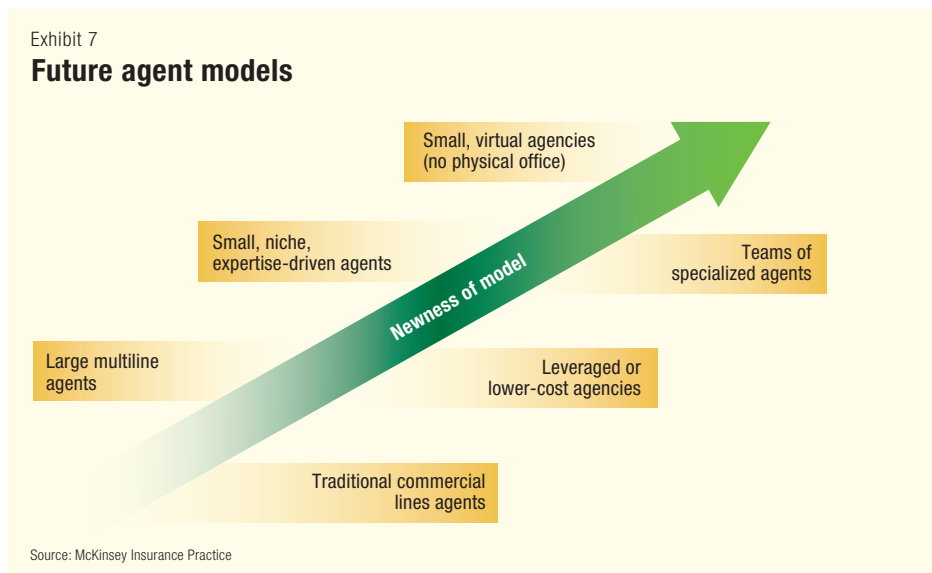 Exhibit 7
Future agent models
Small, virtual agencies
(no physical office)
Small, niche,
expertise-driven agents
Teams of
specialized agents
Newness of model
Large multiline
agents
Leveraged or
lower-cost agencies
Traditional commercial
lines agents
Source: McKinsey Insurance Practice